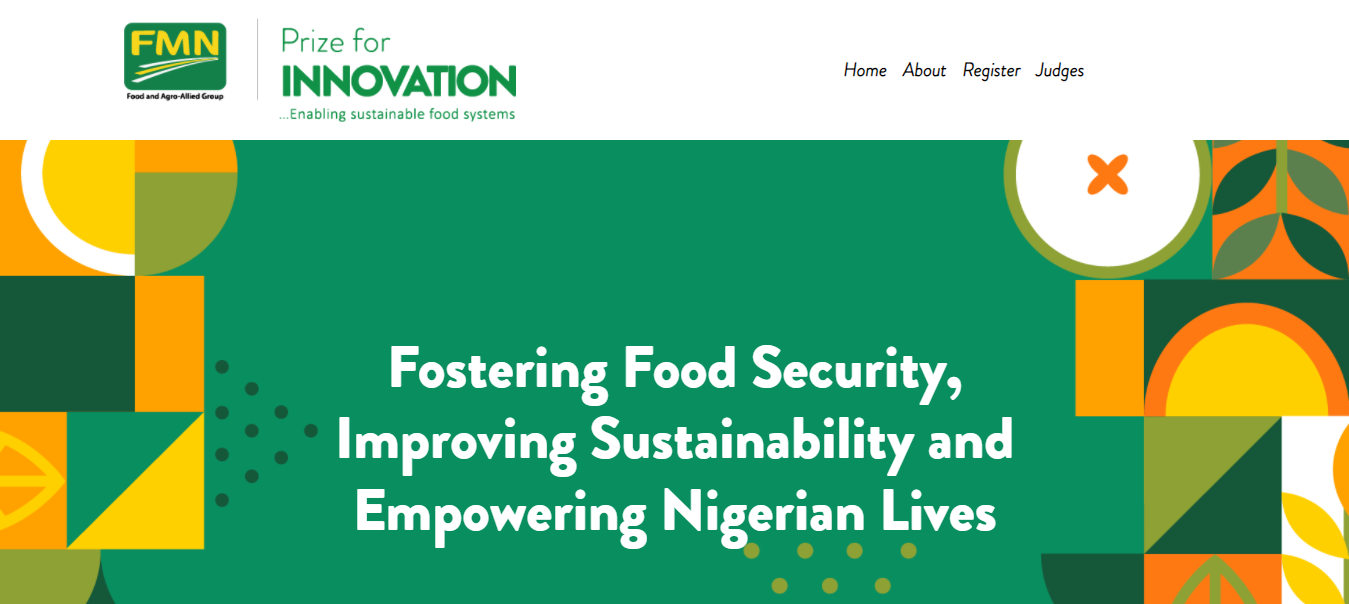 FMN
Food and Agro-Allied Group
Prize for
INNOVATION
...Enabling sustainable food systems
Home About Register Judges
Fostering Food Security,
Improving Sustainability and
Empowering Nigerian Lives